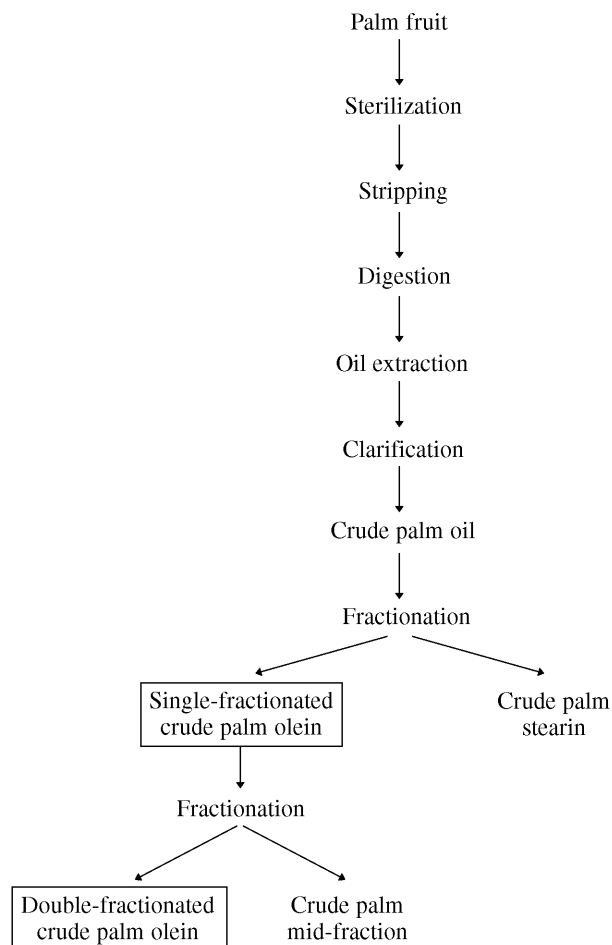 Palm fruit
Sterilization
Stripping
Digestion
Oil extraction
Clarification
Crude palm oil
Fractionation
Single-fractionated
crude palm olein
Crude palm
stearin
Fractionation
Double-fractionated
crude palm olein
Crude palm
mid-fraction